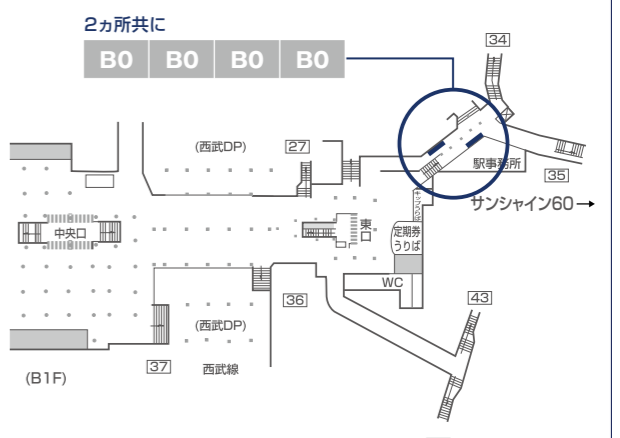 2ヵ所共に
B0 B0 B0 B0
34
(西武DP)
27
駅事務所
35
サンシャイン60→
中央口
東口
定期券
うりば
WC
36
43
(西武DP)
37
西武線
(B1F)